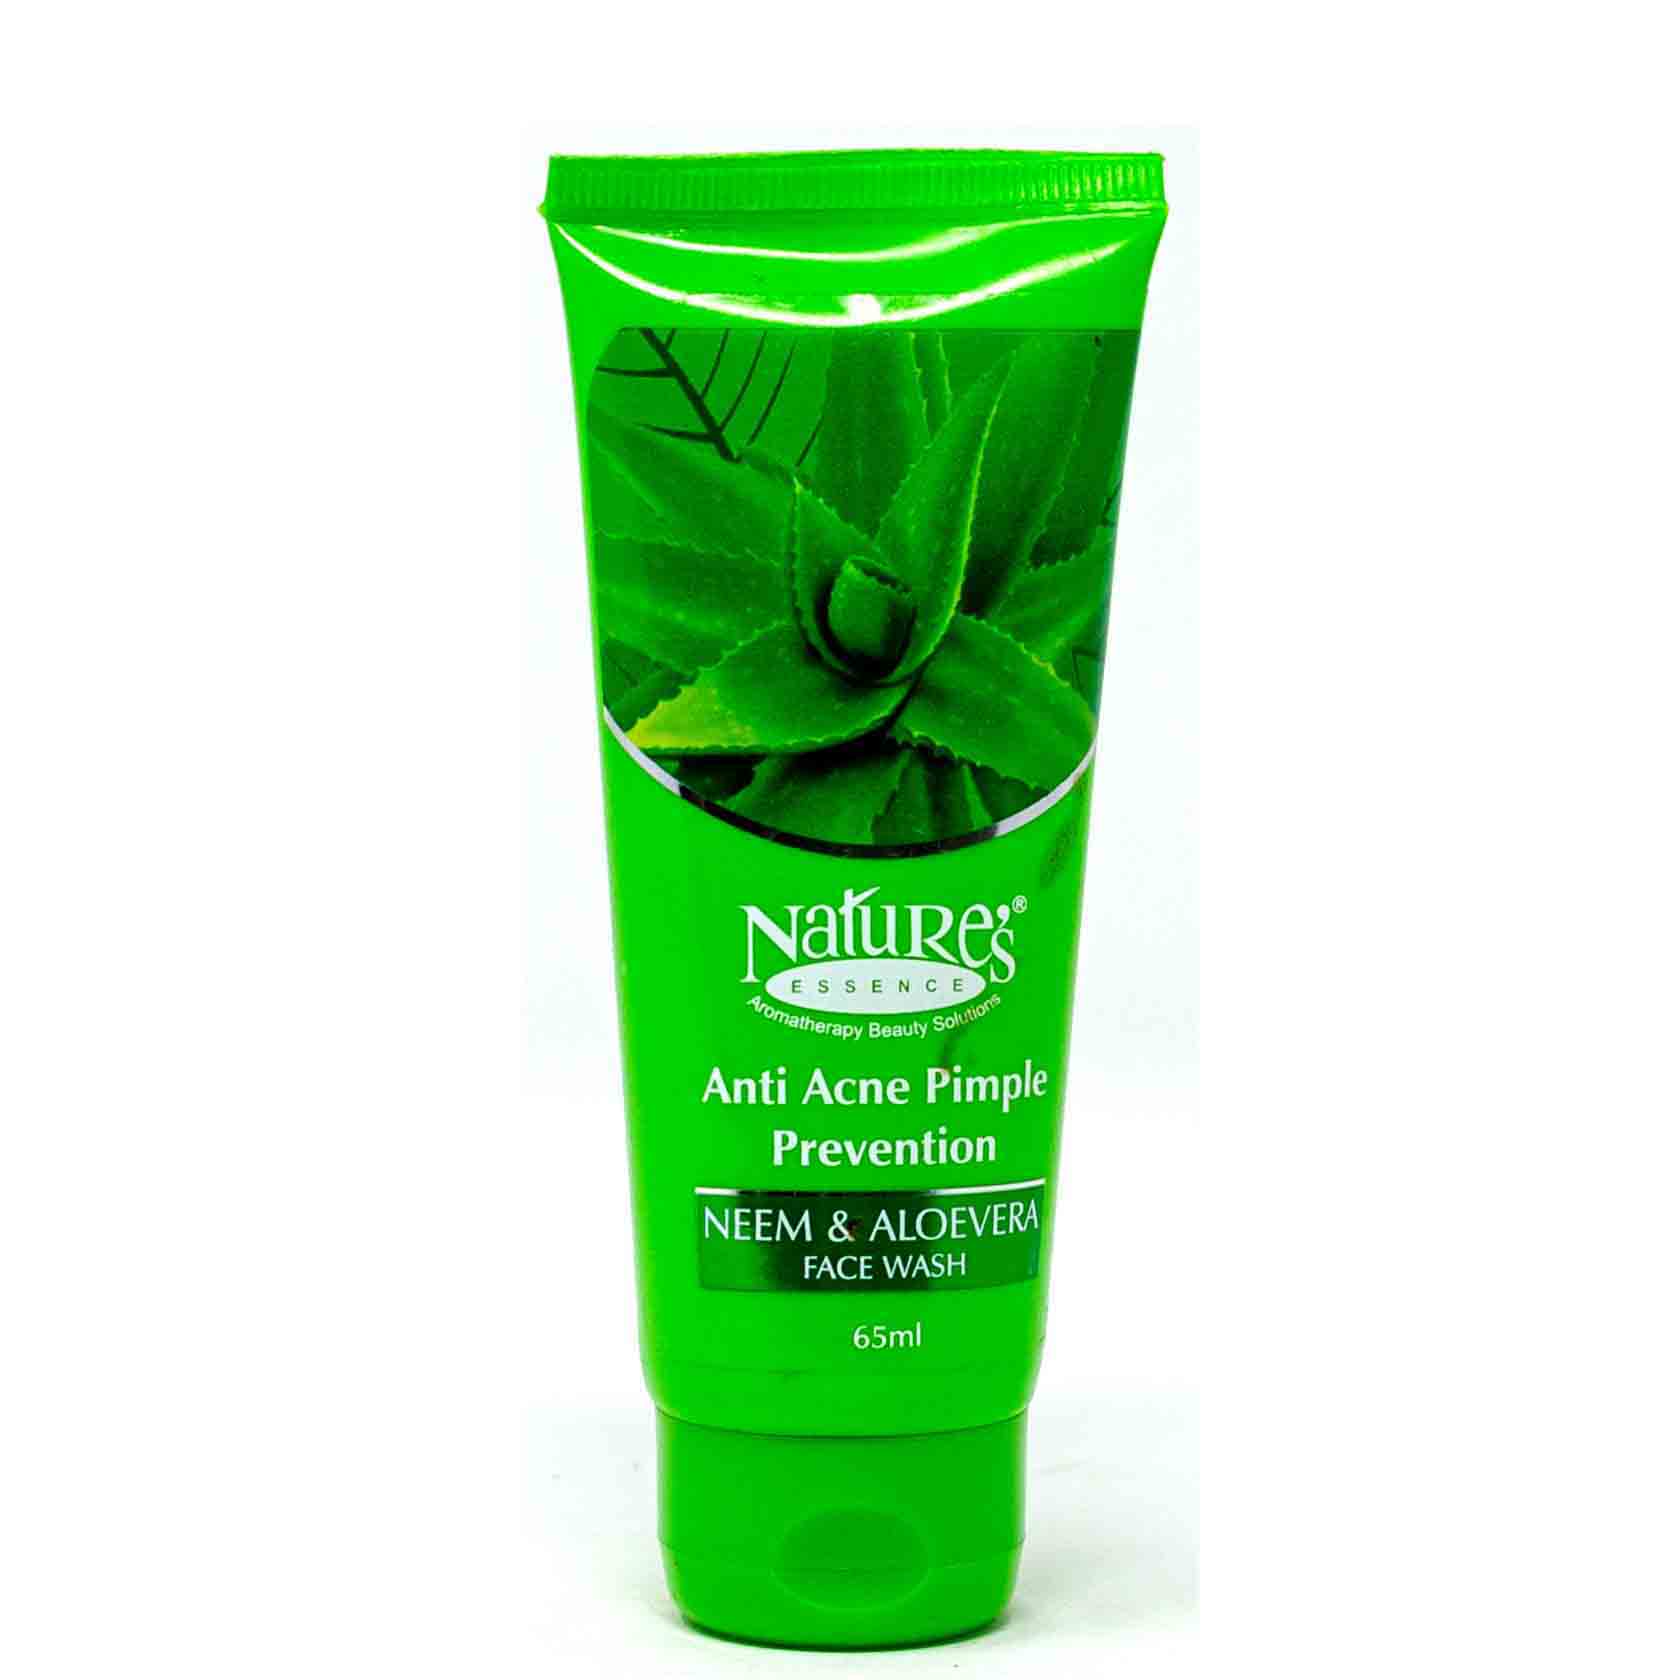 Nature's®
ESSENCE
Aromatherapy Beauty Solutions
Anti Acne Pimple
Prevention
NEEM & ALOEVERA
FACE WASH
65ml